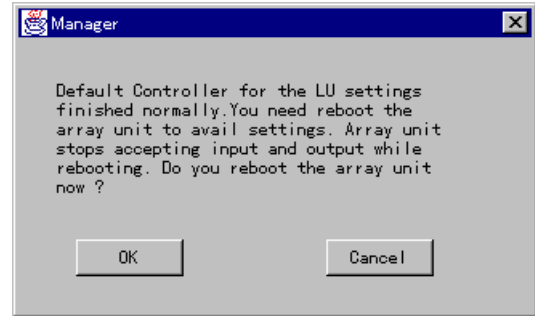 Manager
Default Controller for the LU settings
finished normally.You need reboot the
array unit to avail settings. Array unit
stops accepting input and output while
rebooting. Do you reboot the array unit
now ?
OK
Cancel